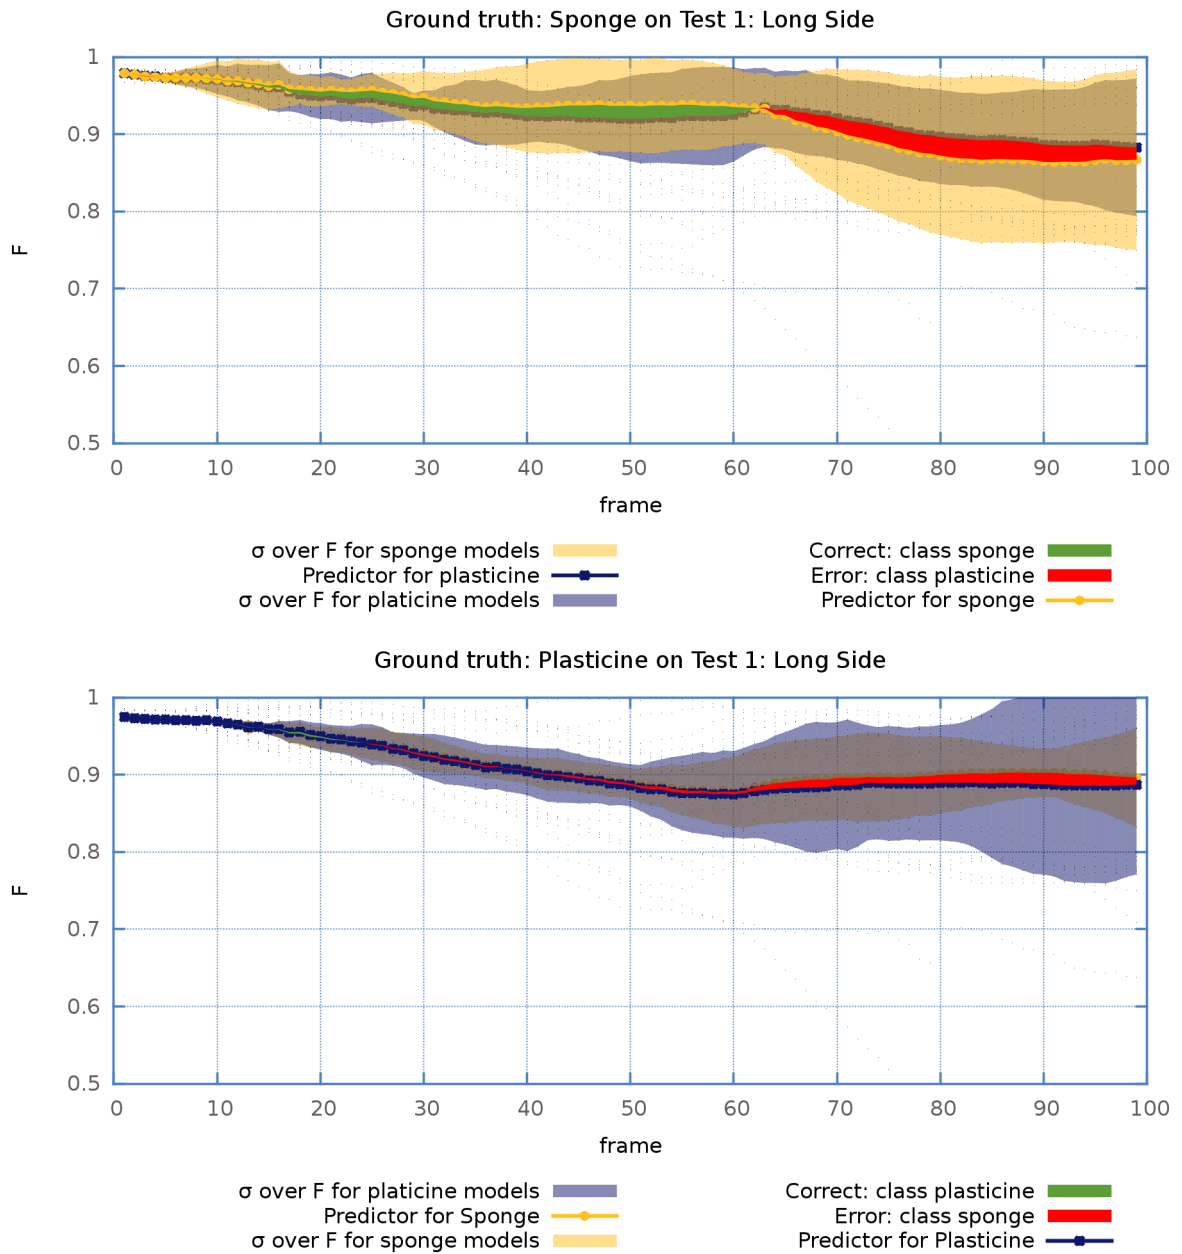 Ground truth: Sponge on Test 1: Long Side
1
0.9
0.8
0.7
0.6
0.5
F
0 10 20 30 40 50 60 70 80 90 100
frame
σ over F for sponge models
Predictor for plasticine
σ over F for platicine models
Correct: class sponge
Error: class plasticine
Predictor for sponge
Ground truth: Plasticine on Test 1: Long Side
1
0.9
0.8
0.7
0.6
0.5
F
0 10 20 30 40 50 60 70 80 90 100
frame
σ over F for platicine models
Predictor for Sponge
σ over F for sponge models
Correct: class plasticine
Error: class sponge
Predictor for Plasticine